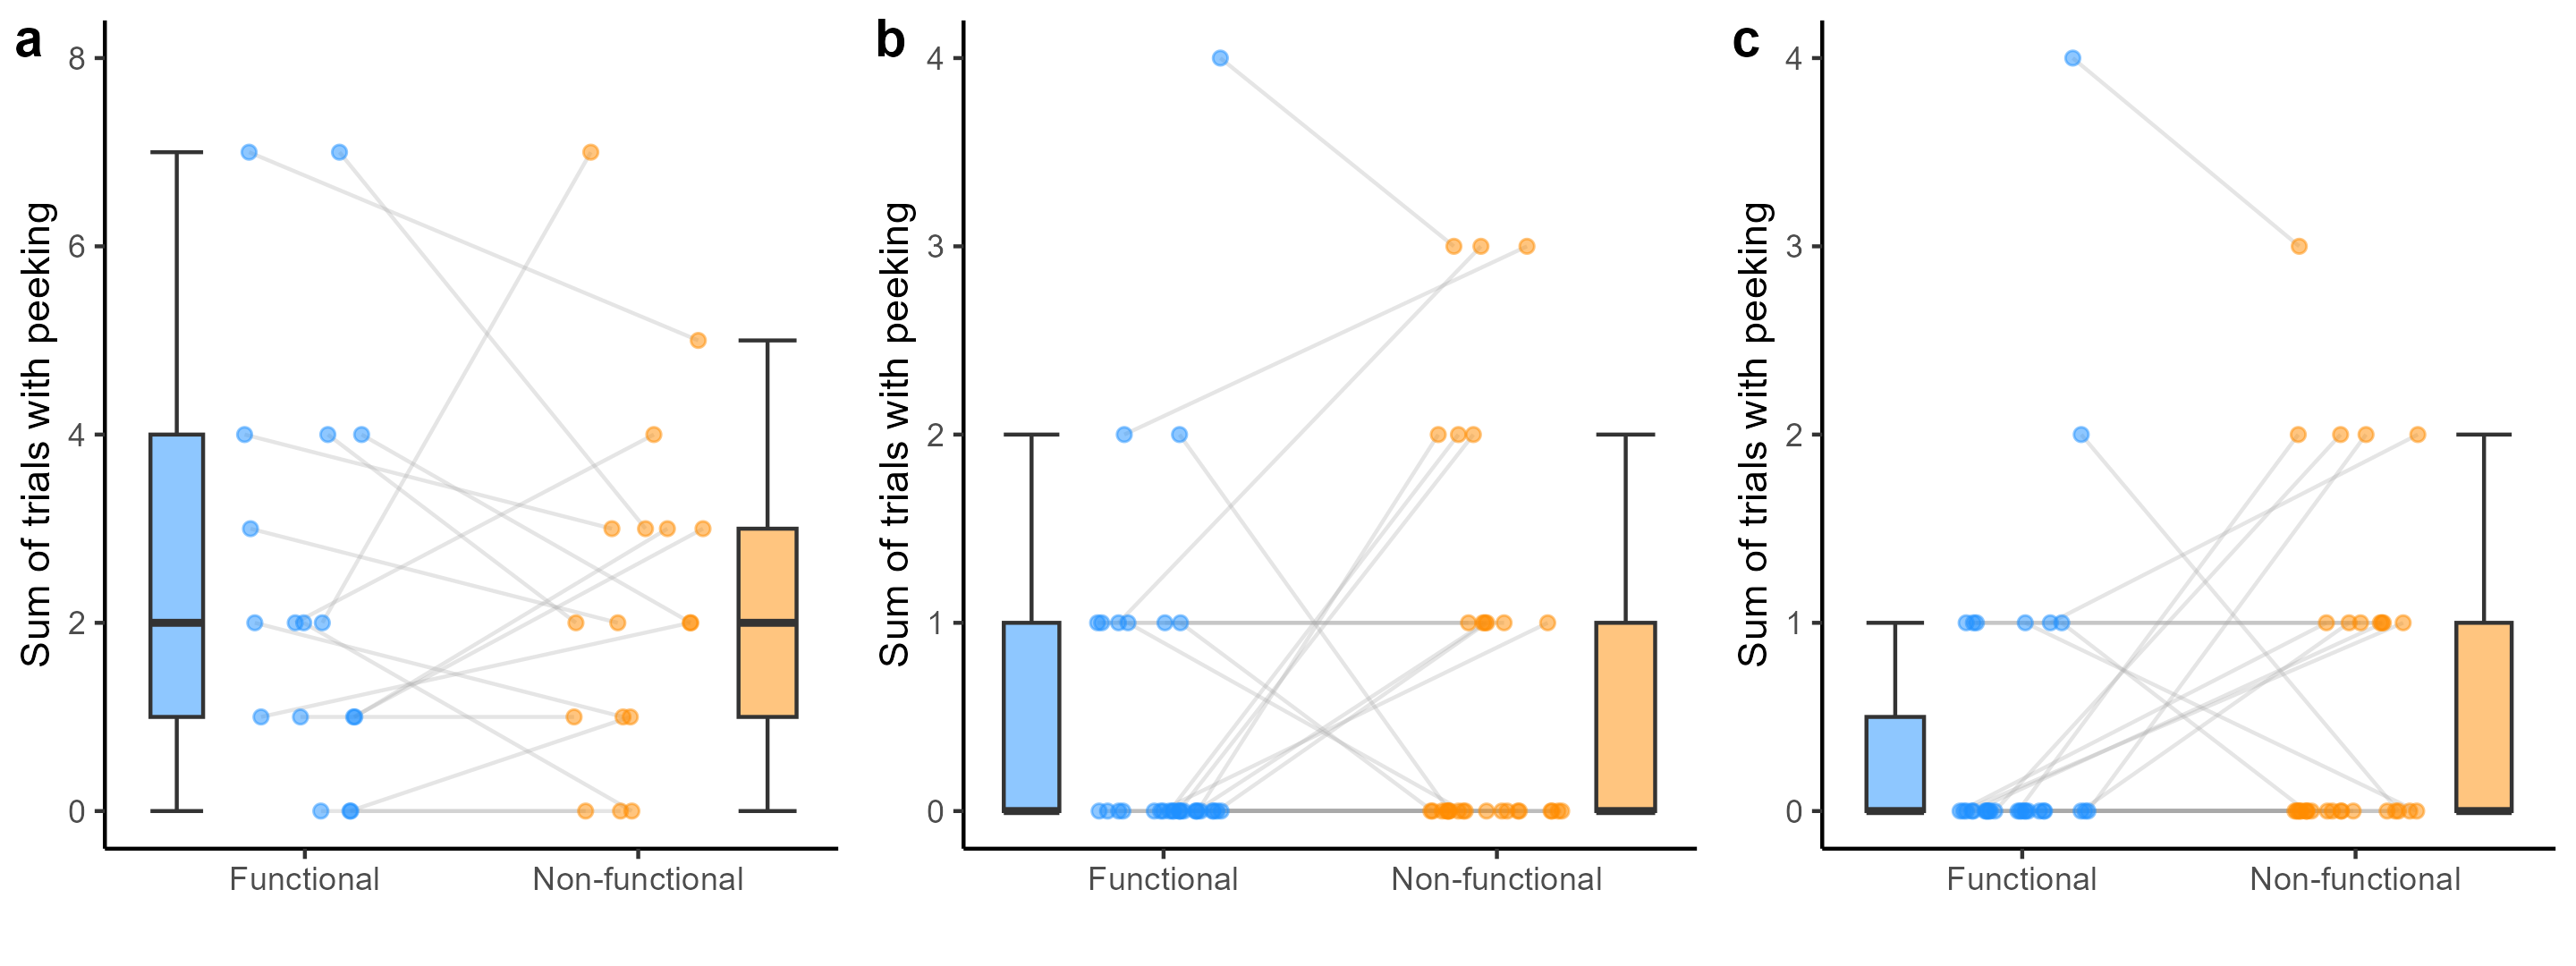 a
8
6
4
2
0
Sum of trials with peeking
Functional
Non-functional
b
4
3
2
1
0
Sum of trials with peeking
Functional
Non-functional
c
4
3
2
1
0
Sum of trials with peeking
Functional
Non-functional